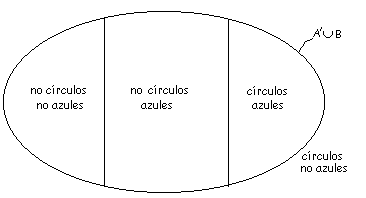 A'∪B
no círculos
no azules
no círculos
azules
círculos
azules
círculos
no azules